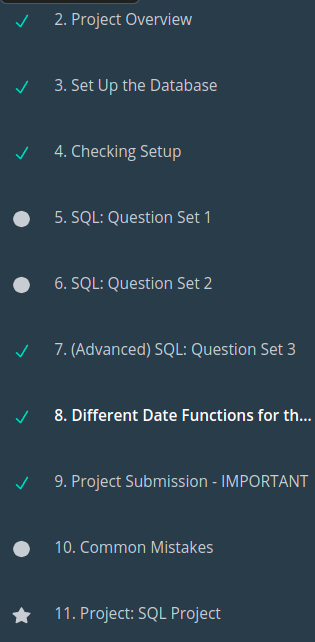 2. Project Overview
3. Set Up the Database
4. Checking Setup
5. SQL: Question Set 1
6. SQL: Question Set 2
7. (Advanced) SQL: Question Set 3
8. Different Date Functions for th...
9. Project Submission - IMPORTANT
10. Common Mistakes
11. Project: SQL Project